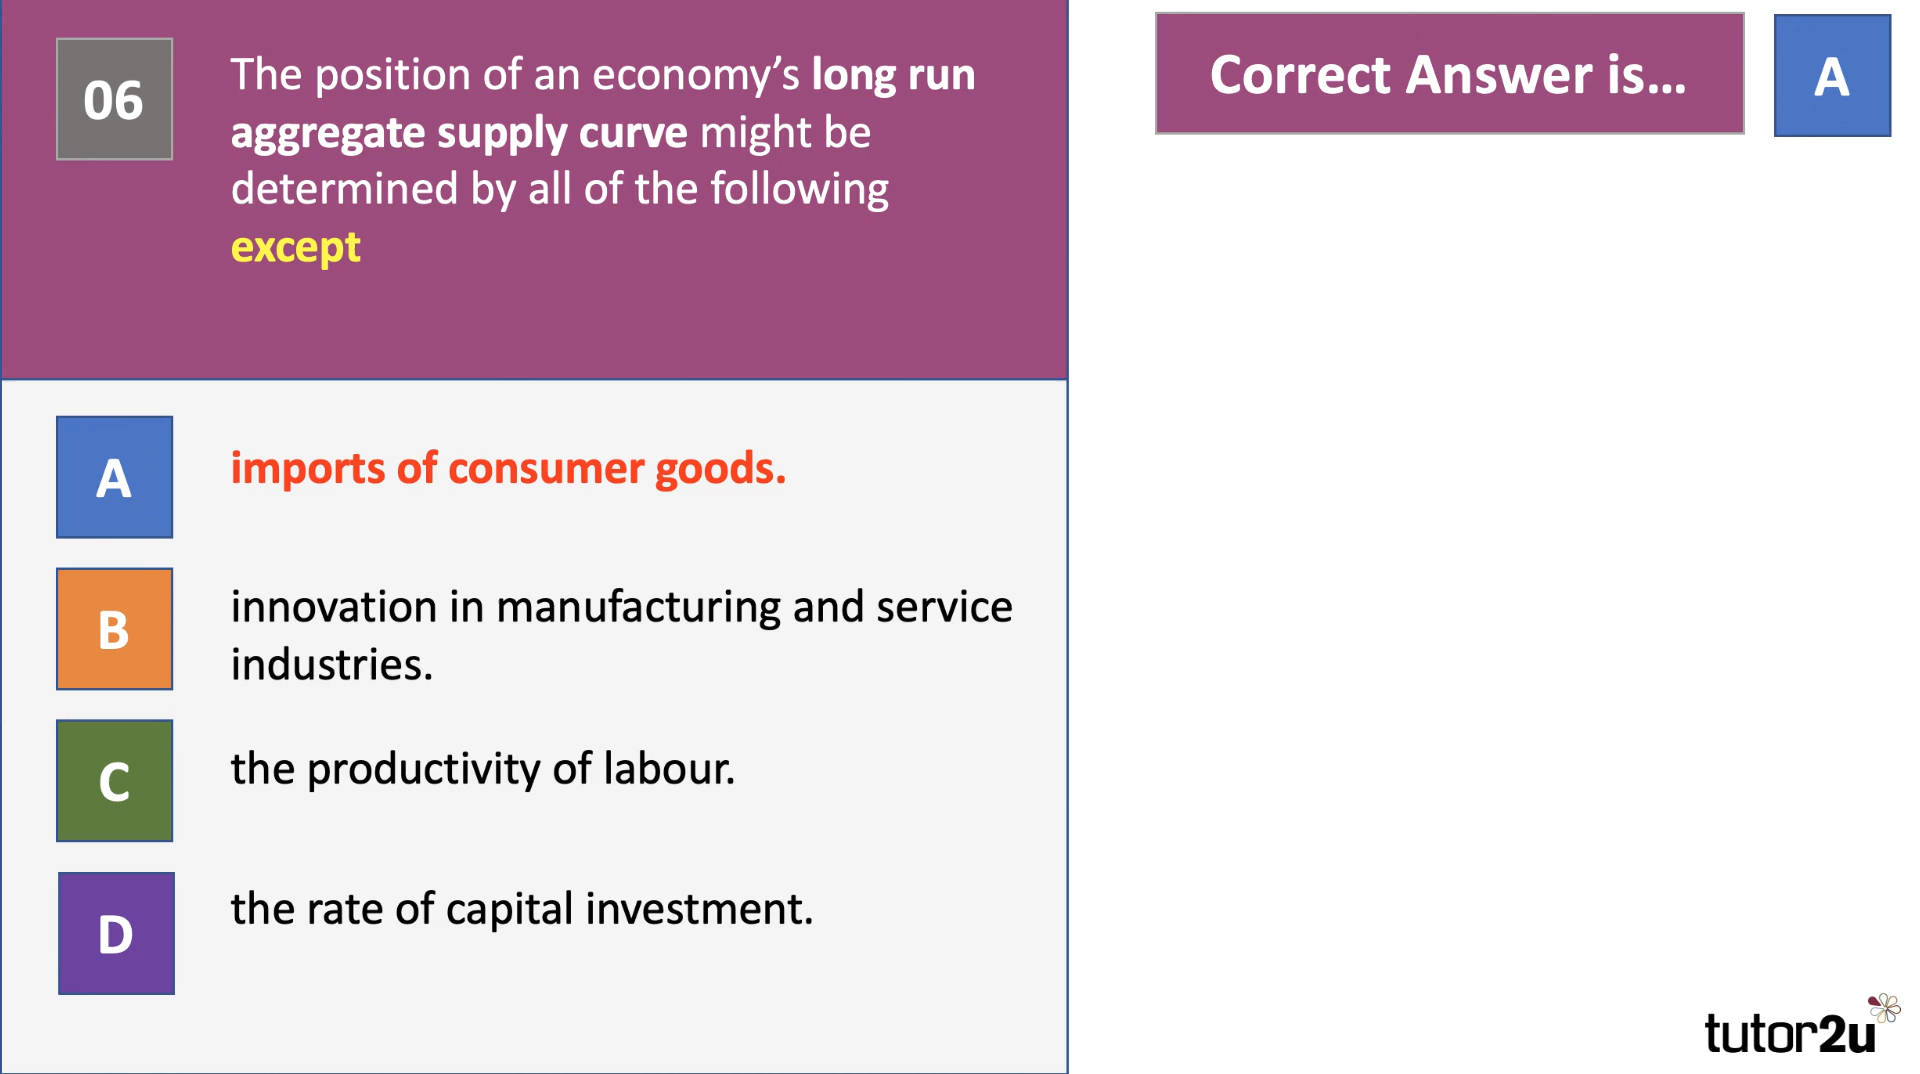 06
The position of an economy’s long run
aggregate supply curve might be
determined by all of the following
except
A
imports of consumer goods.
B
innovation in manufacturing and service
industries.
C
the productivity of labour.
D
the rate of capital investment.
Correct Answer is...
A
tutor2u